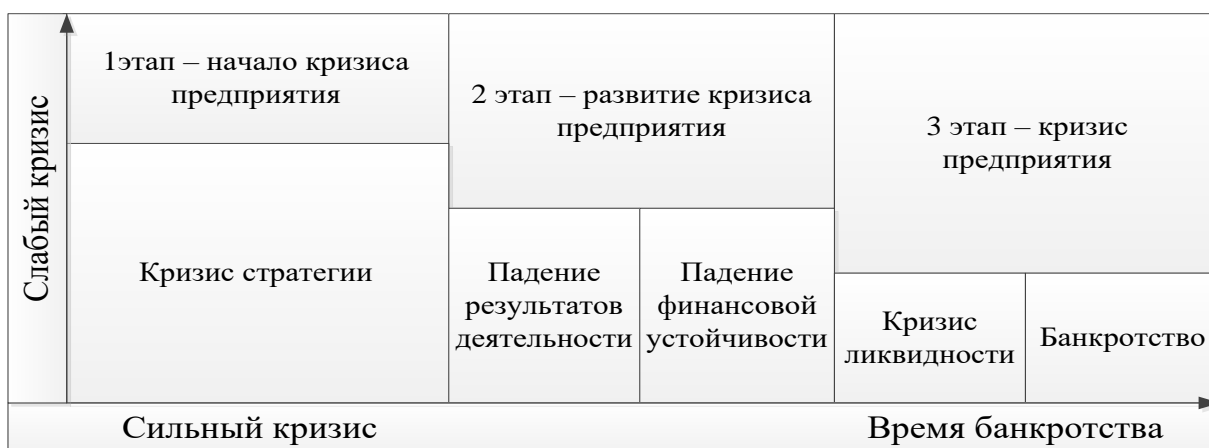 Слабый кризис
1этап – начало кризиса
предприятия
2 этап – развитие кризиса
предприятия
3 этап – кризис
предприятия
Кризис стратегии
Падение
результатов
деятельности
Падение
финансовой
устойчивости
Кризис
ликвидности
Банкротство
Сильный кризис
Время банкротства